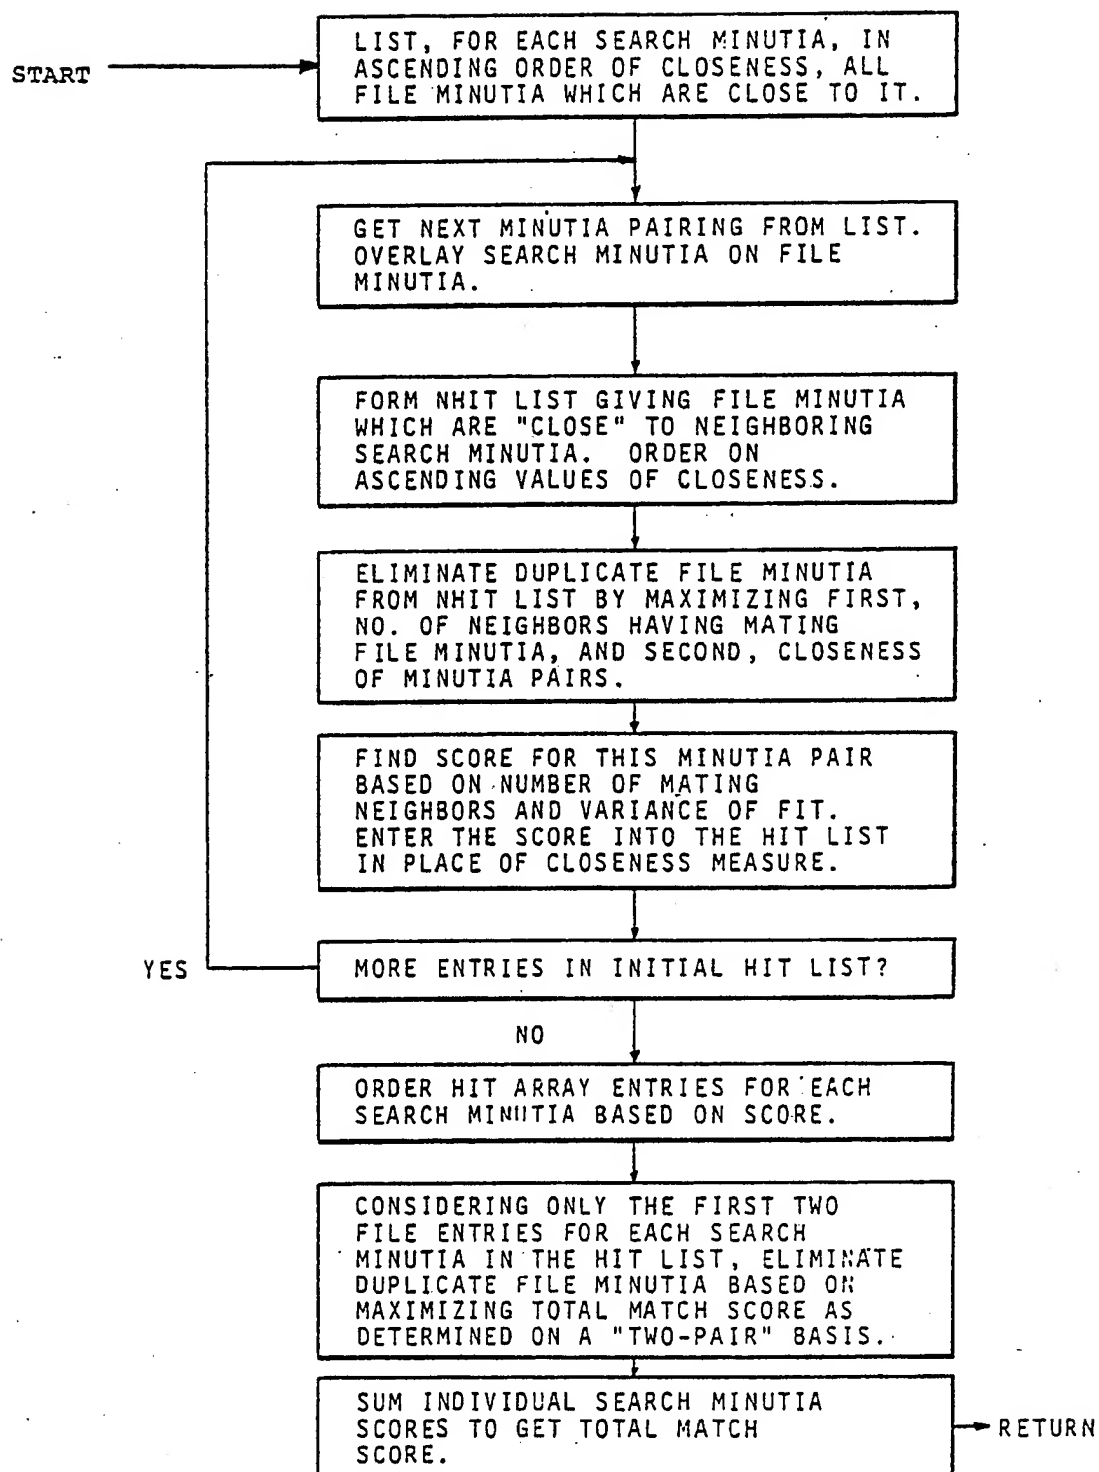 LIST, FOR EACH SEARCH MINUTIA, IN
ASCENDING ORDER OF CLOSENESS, ALL
FILE MINUTIA WHICH ARE CLOSE TO IT.
START
GET NEXT MINUTIA PAIRING FROM LIST.
OVERLAY SEARCH MINUTIA ON FILE
MINUTIA.
FORM NHIT LIST GIVING FILE MINUTIA
WHICH ARE "CLOSE" TO NEIGHBORING
SEARCH MINUTIA. ORDER ON
ASCENDING VALUES OF CLOSENESS.
ELIMINATE DUPLICATE FILE MINUTIA
FROM NHIT LIST BY MAXIMIZING FIRST,
NO. OF NEIGHBORS HAVING MATING
FILE MINUTIA, AND SECOND, CLOSENESS
OF MINUTIA PAIRS.
FIND SCORE FOR THIS MINUTIA PAIR
BASED ON NUMBER OF MATING
NEIGHBORS AND VARIANCE OF FIT.
ENTER THE SCORE INTO THE HIT LIST
IN PLACE OF CLOSENESS MEASURE.
YES
MORE ENTRIES IN INITIAL HIT LIST?
NO
ORDER HIT ARRAY ENTRIES FOR EACH
SEARCH MINUTIA BASED ON SCORE.
CONSIDERING ONLY THE FIRST TWO
FILE ENTRIES FOR EACH SEARCH
MINUTIA IN THE HIT LIST, ELIMINATE
DUPLICATE FILE MINUTIA BASED ON
MAXIMIZING TOTAL MATCH SCORE AS
DETERMINED ON A "TWO-PAIR" BASIS.
SUM INDIVIDUAL SEARCH MINUTIA
SCORES TO GET TOTAL MATCH
SCORE.
RETURN